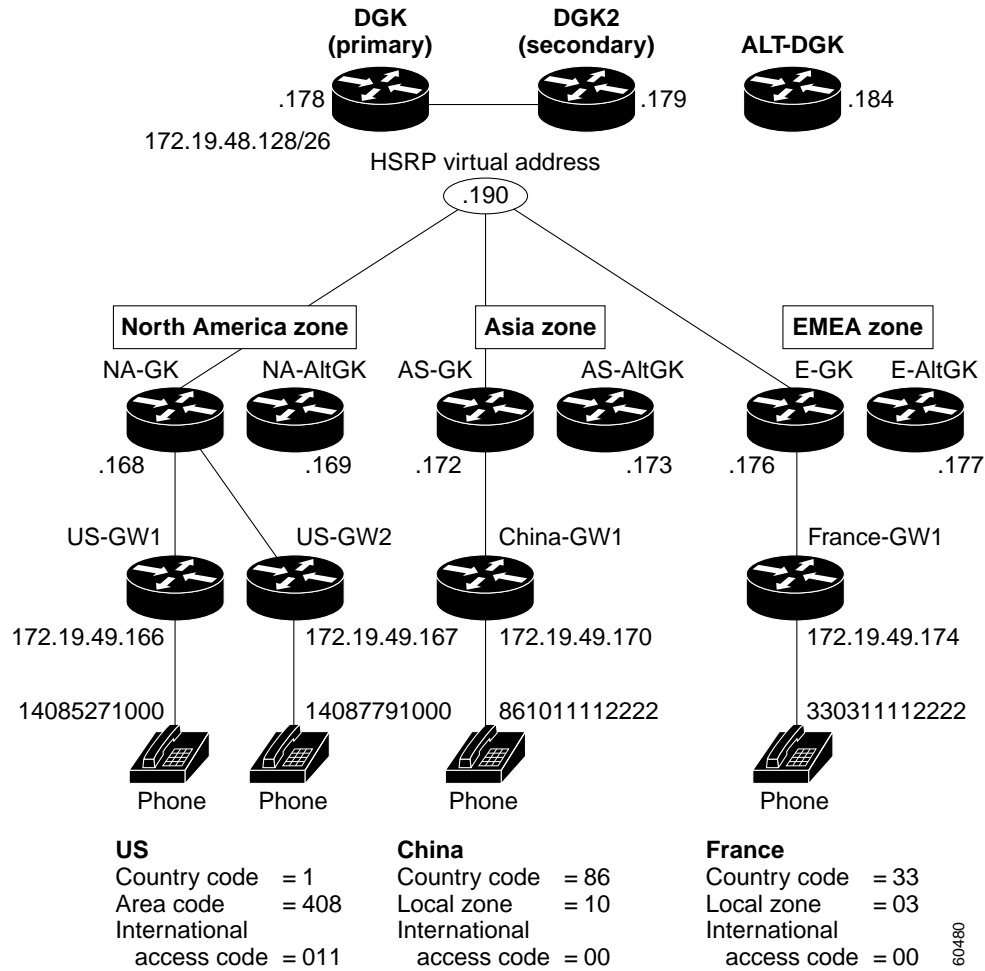 DGK
(primary)
DGK2
(secondary)
ALT-DGK
.178
.179
.184
172.19.48.128/26
HSRP virtual address
.190
North America zone
Asia zone
EMEA zone
NA-GK
NA-AltGK
AS-GK
AS-AltGK
E-GK
E-AltGK
.168
.169
.172
.173
.176
.177
US-GW1
US-GW2
China-GW1
France-GW1
172.19.49.166
172.19.49.167
172.19.49.170
172.19.49.174
14085271000
14087791000
861011112222
330311112222
Phone
Phone
Phone
Phone
US
Country code = 1
Area code = 408
International
access code = 011
China
Country code = 86
Local zone = 10
International
access code = 00
France
Country code = 33
Local zone = 03
International
access code = 00
60480